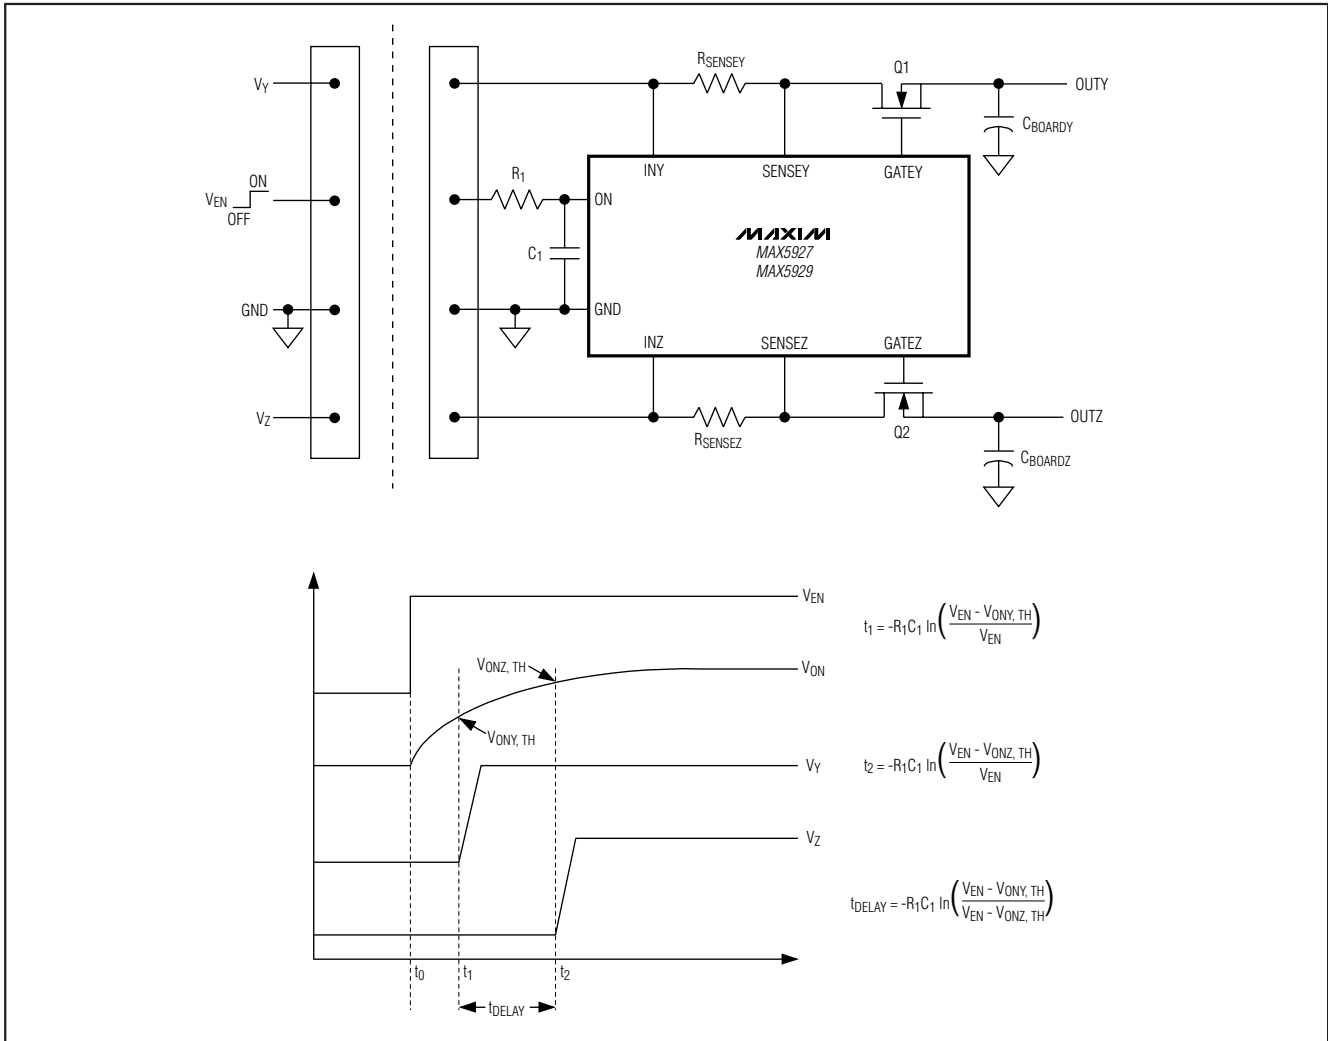 RSENSEY
Q1
VY
OUTY
CBOARDY
INY
SENSEY
GATEY
R1
ON
VEN
OFF
ON
MAXIM
MAX5927
MAX5929
C1
GND
GND
INZ
SENSEZ
GATEZ
VZ
RSENSEZ
Q2
OUTZ
CBOARDZ
VEN
t1 = -R1C1 ln(VEN - VONY, TH / VEN)
VONZ, TH
VON
VONY, TH
VY
t2 = -R1C1 ln(VEN - VONZ, TH / VEN)
VZ
tDELAY = -R1C1 ln(VEN - VONY, TH / VEN - VONZ, TH)
t0
t1
t2
tDELAY